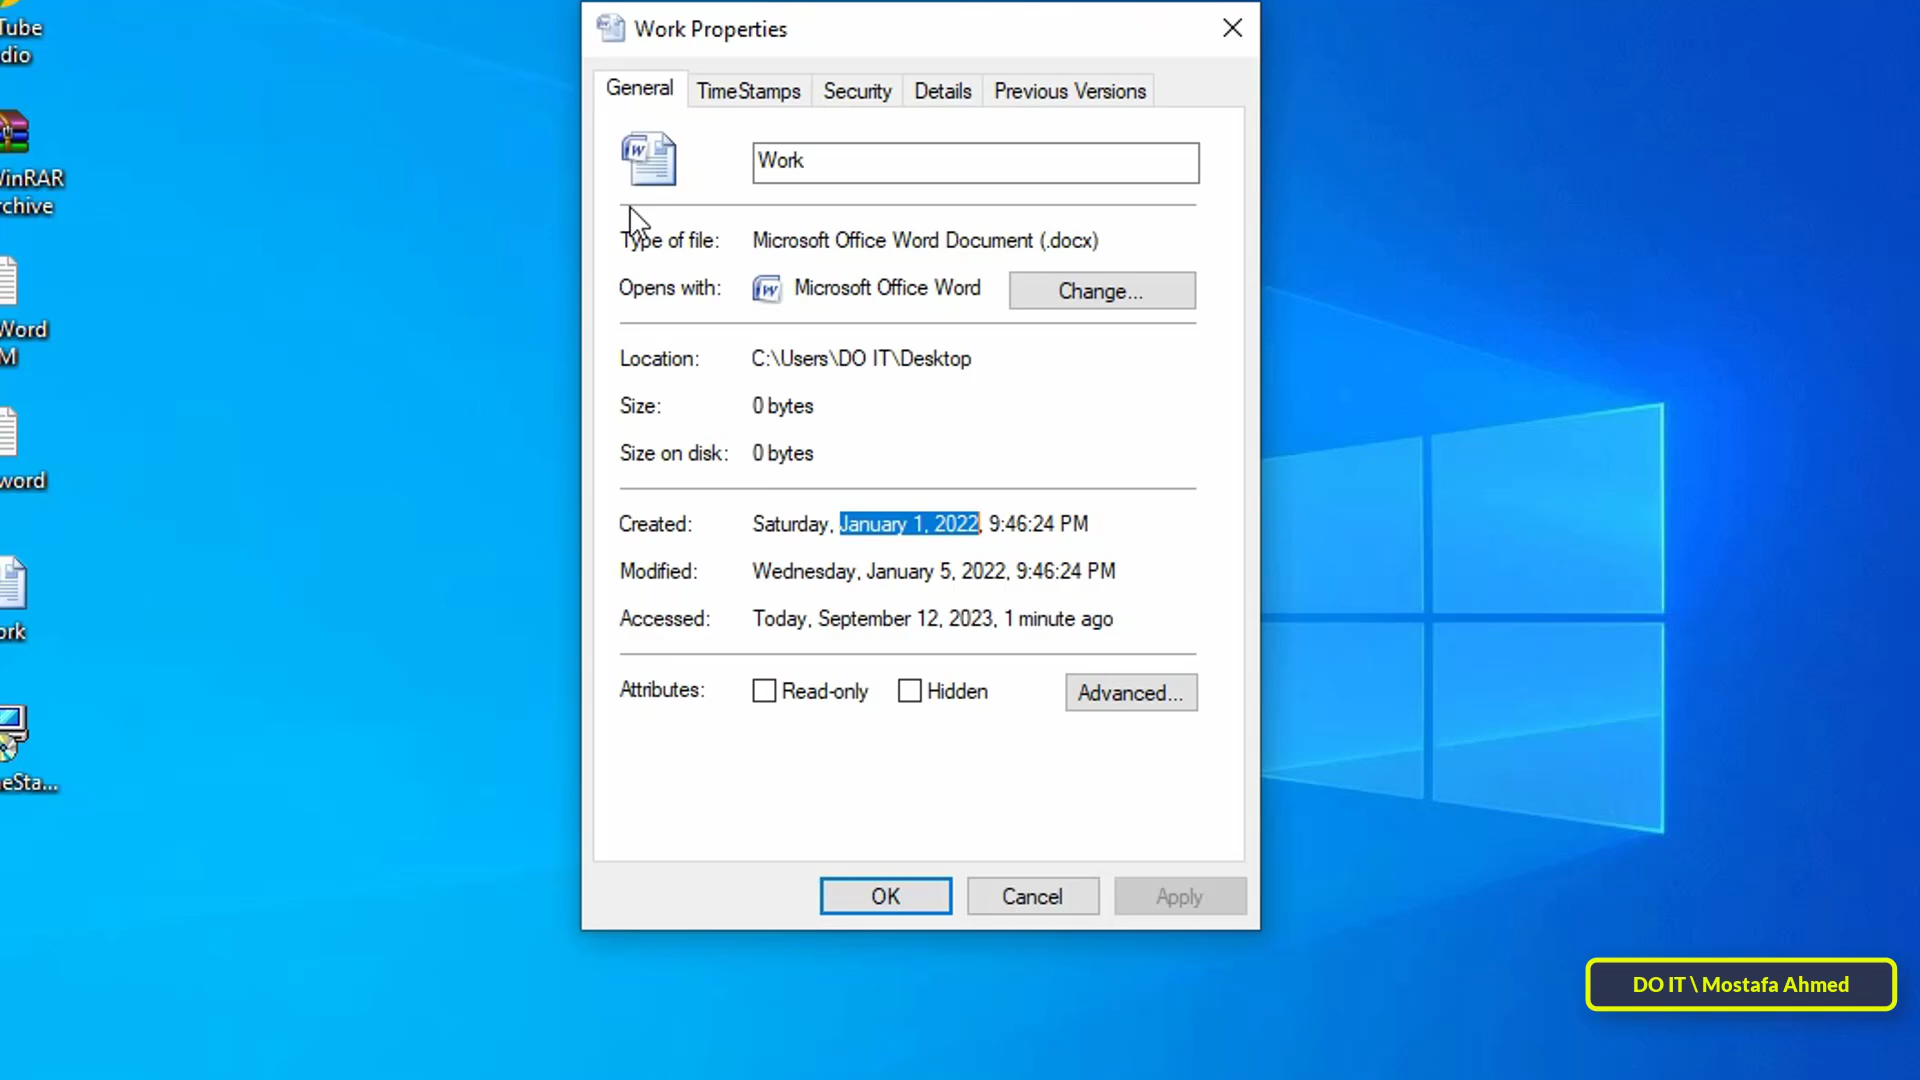 Tube
dio
WinRAR
rchive
Word
M
word
ork
eSta...
Work Properties
General
TimeStamps
Security
Details
Previous Versions
Work
Type of file:
Microsoft Office Word Document (.docx)
Opens with:
Microsoft Office Word
Change...
Location:
C:\Users\DO IT\Desktop
Size:
0 bytes
Size on disk:
0 bytes
Created:
Saturday, January 1, 2022, 9:46:24 PM
Modified:
Wednesday, January 5, 2022, 9:46:24 PM
Accessed:
Today, September 12, 2023, 1 minute ago
Attributes:
Read-only
Hidden
Advanced...
OK
Cancel
Apply
DO IT \ Mostafa Ahmed